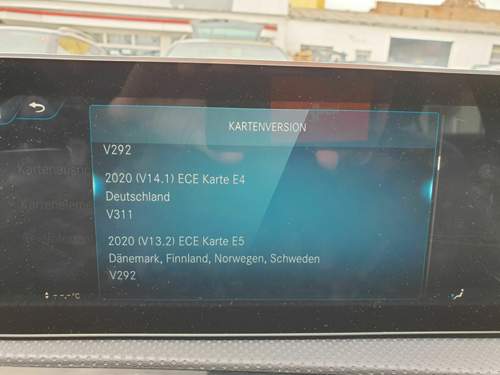 KARTENVERSION
V292
2020 (V14.1) ECE Karte E4
Deutschland
V311
2020 (V13.2) ECE Karte E5
Dänemark, Finnland, Norwegen, Schweden
V292
--.-°C